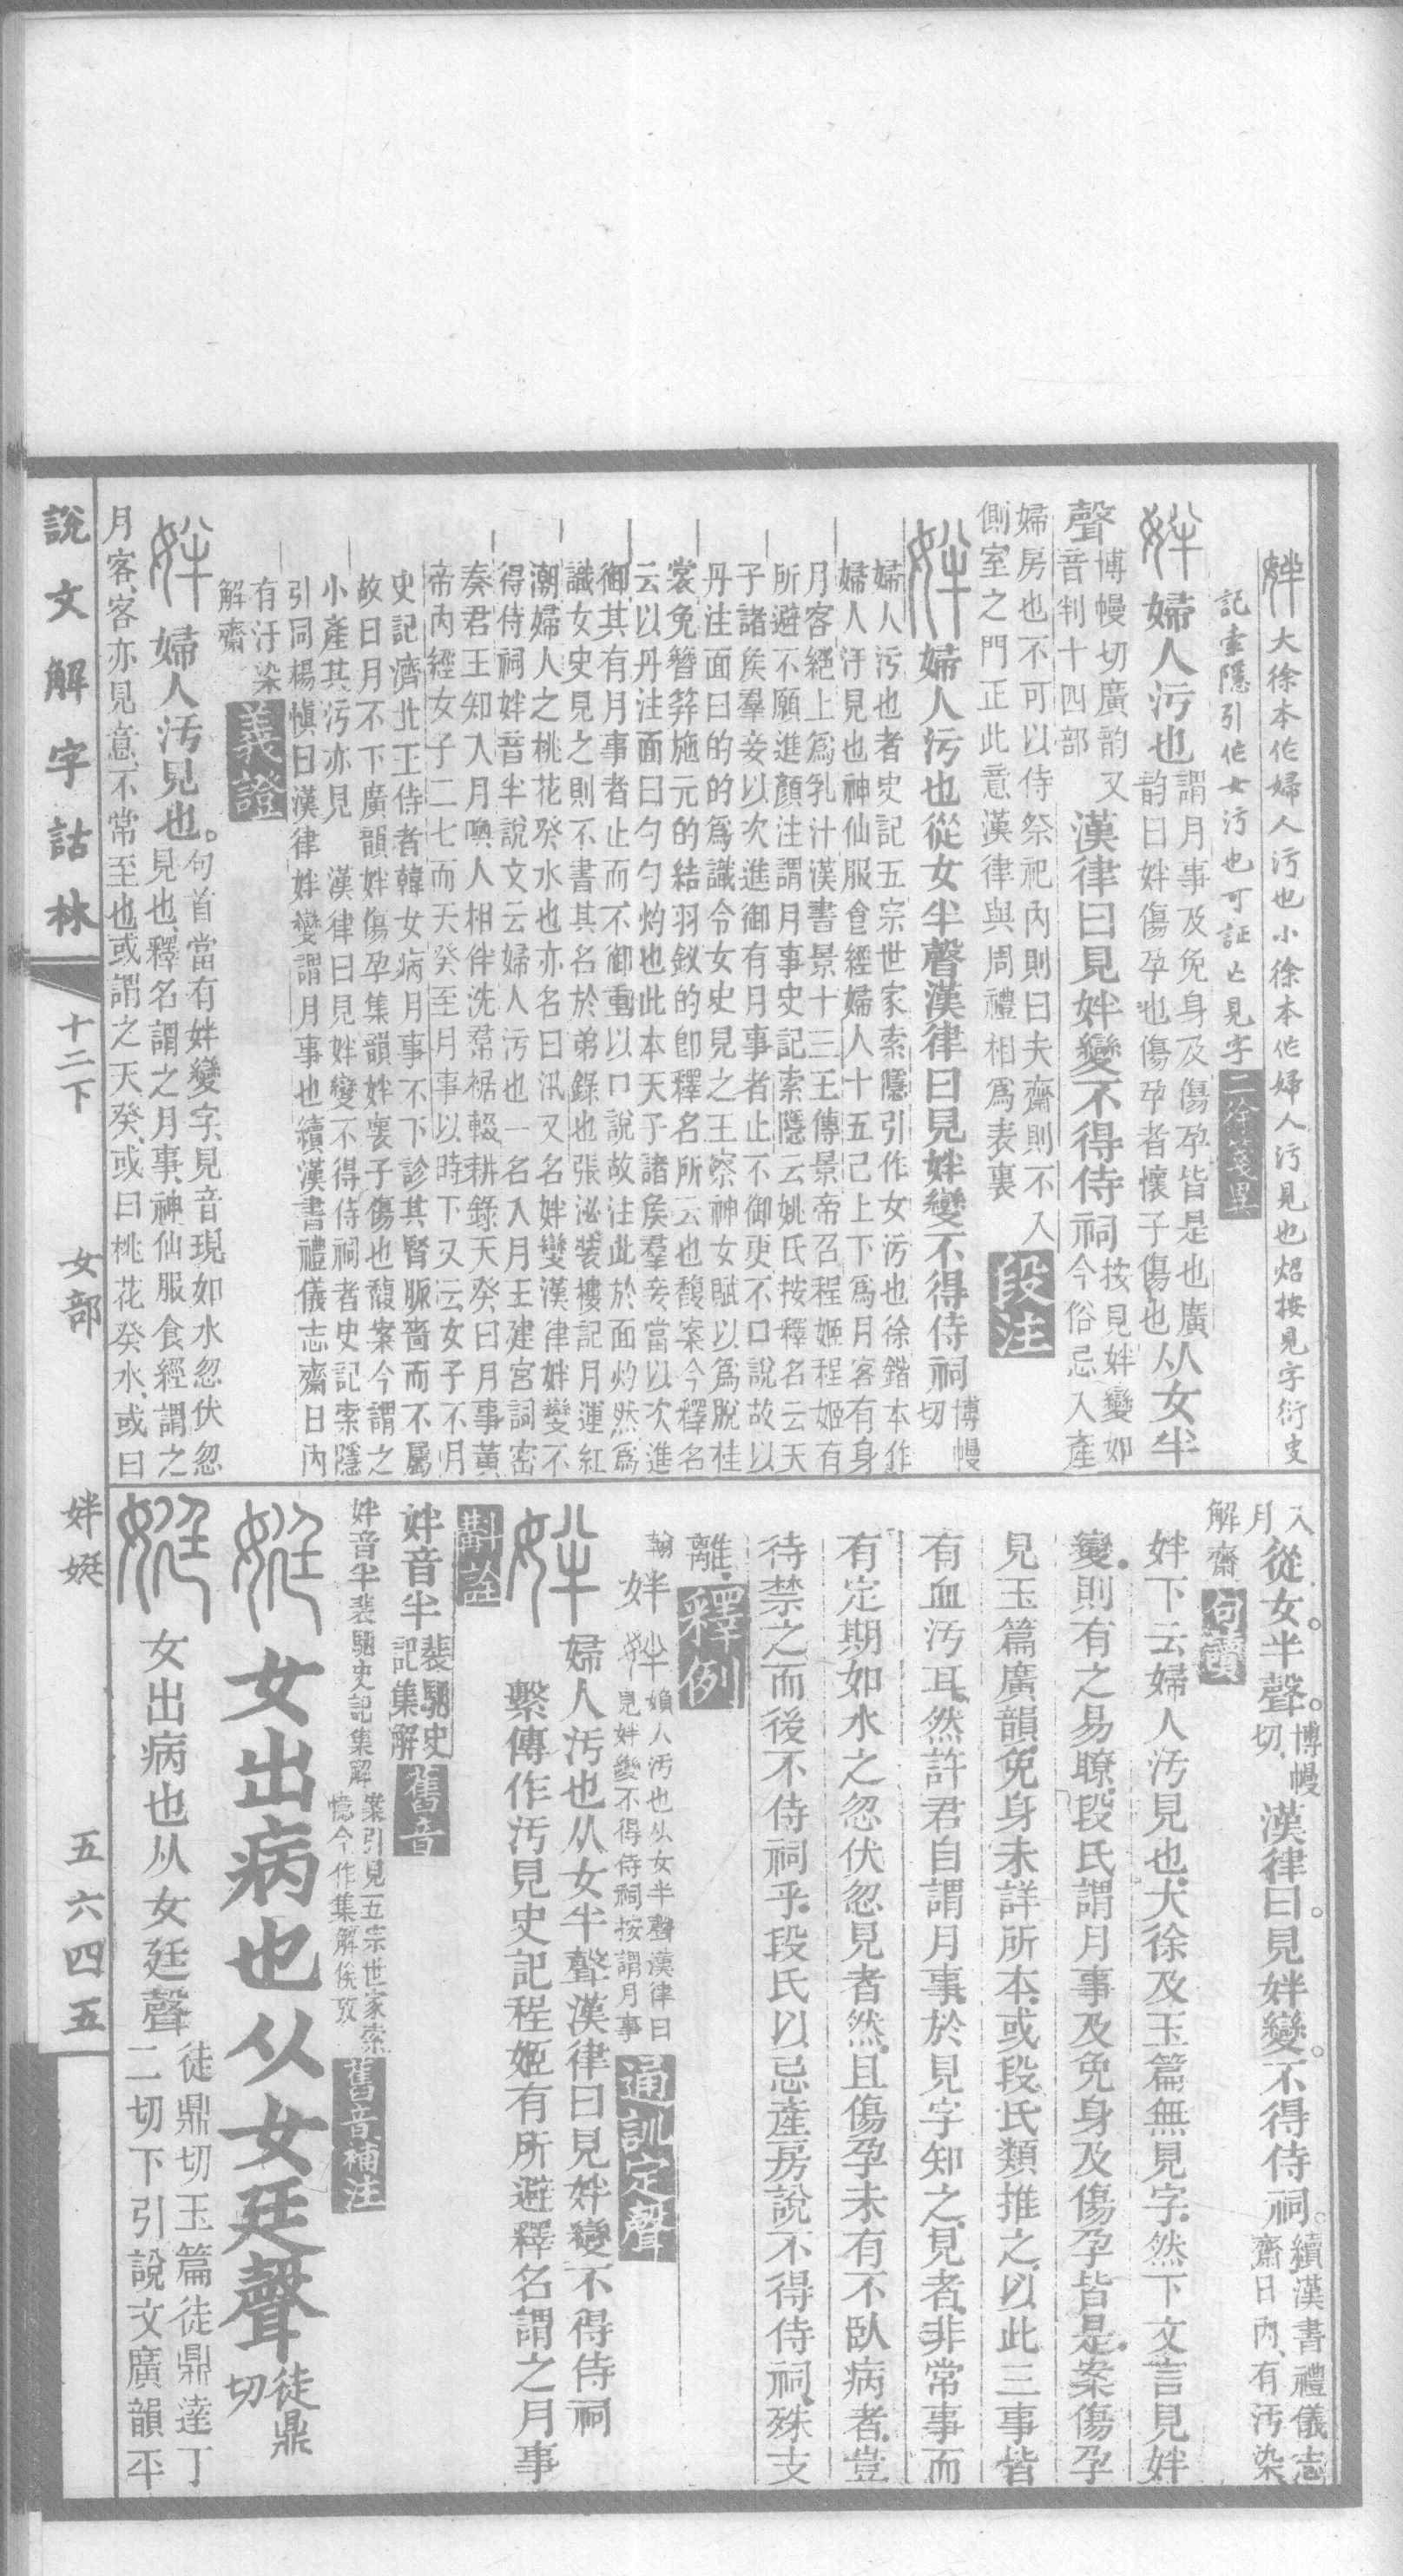 姅大徐本作婦人污也小徐本作婦人污見也炤按見字衍史
記索隱引作女污也可証亡見字二徐箋異
姅婦人污也謂月事及免身及傷孕皆是也廣
韵曰姅傷孕也傷孕者懷子傷也从女半
聲博幔切廣韵又
音判十四部漢律曰見姅變不得侍祠按見姅變如
今俗忌入產
婦房也不可以侍祭祀內則曰夫齋則不入
側室之門正此意漢律與周禮相爲表裏段注
姅婦人污也從女半聲漢律曰見姅變不得侍祠博幔
切
婦人污也者史記五宗世家索隱引作女污也徐鍇本作
婦人汙見也神仙服食經婦人十五已上下爲月客有身
月客絕上爲乳汁漢書景十三王傳景帝召程姬程姬有
所避不願進顏注謂月事史記索隱云姚氏按釋名云天
子諸矦羣妾以次進御有月事者止不御更不口說故以
丹注面曰的的爲識令女史見之王察神女賦以爲脫桂
裳免簪笄施元的結羽釵的卽釋名所云也馥案今釋名
云以丹注面曰勺勺灼也此本天子諸矦羣妾當以次進
御其有月事者止而不御重以口說故注此於面灼然爲
識女史見之則不書其名於弟錄也張泌裝樓記月運紅
潮婦人之桃花癸水也亦名曰汛又名姅變漢律姅變不
得侍祠姅音半說文云婦人污也一名入月王建宮詞密
奏君王知入月喚人相伴洗帬裾輟耕錄天癸曰月事黃
帝內經女子二七而天癸至月事以時下又云女子不月
史記濟北王侍者韓女病月事不下診其腎脈嗇而不屬
故曰月不下廣韻姅傷孕集韻姅褱子傷也馥案今謂之
小產其污亦見 漢律曰見姅變不得侍祠者史記索隱
引同楊愼曰漢律姅變謂月事也續漢書禮儀志齋日內
有汙染
解齋義證
姅婦人汚見也。句首當有姅變字、見音現如水忽伏忽
見也、釋名謂之月事、神仙服食經謂之
月客、客亦見意、不常至也、或謂之天癸、或曰桃花癸水、或曰
入
月從女。半聲。博幔
切、漢律曰。見姅變。不得侍祠。續漢書禮儀志
齋日內、有汚染
解齋句讀
姅下云婦人汚見也、大徐及玉篇無見字、然下文言見姅
變、則有之易瞭、段氏謂月事及免身及傷孕皆是、案傷孕
見玉篇廣韻、免身未詳所本、或段氏類推之、以此三事皆
有血汚耳、然許君自謂月事、於見字知之、見者、非常事而
有定期如水之忽伏忽見者然、且傷孕未有不臥病者、豈
待禁之而後不侍祠乎、段氏以忌產房說不得侍祠、殊支
離、釋例
姅婦人汚也从女半聲漢律曰
見姅變不得侍祠按謂月事通訓定聲
姅婦人汚也从女半聲漢律曰見姅變不得侍祠
繫傳作汚見史記程姬有所避釋名謂之月事
斠詮
姅音半裴駰史
記集解舊音
姅音半裴駰史記集解案引見五宗世家索
憶今作集解俟攷舊音補注
娗女出病也从女廷聲徒鼎
切
娗女出病也从女廷聲徒鼎切玉篇徒鼎達丁
二切下引說文廣韻平
說文解字詁林 十二下 女部 姅娗 五六四五